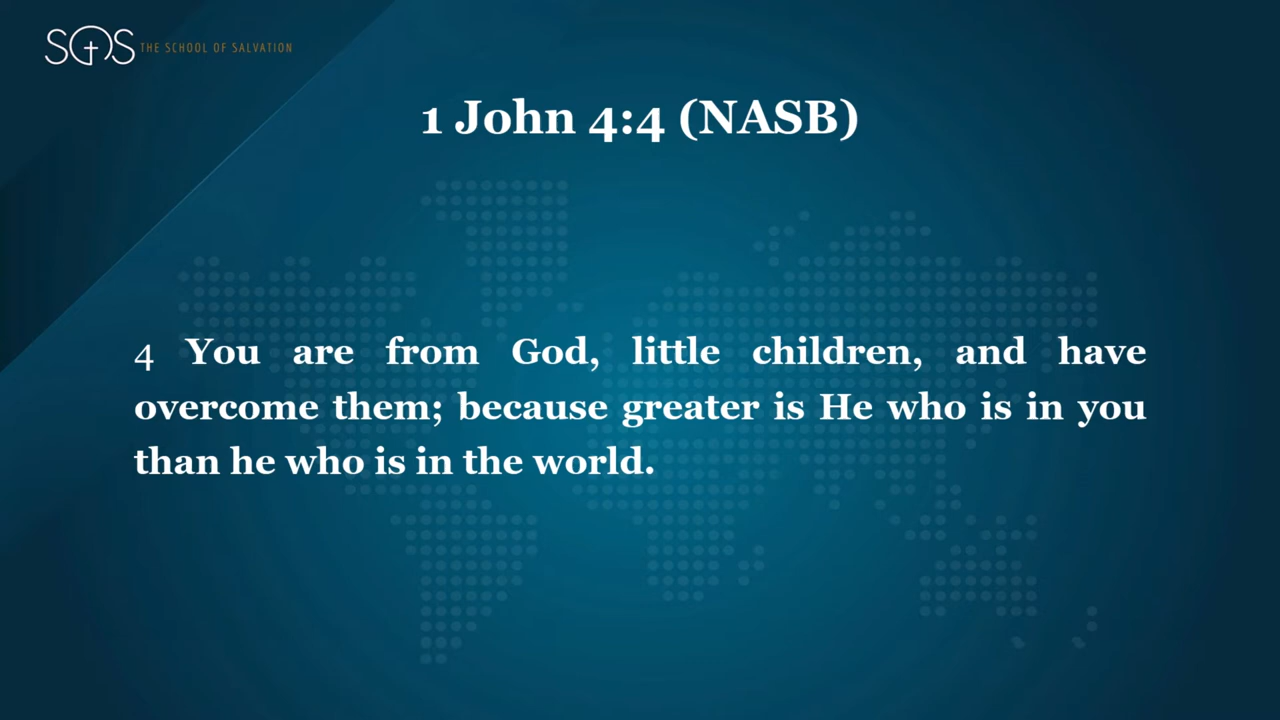 SOS THE SCHOOL OF SALVATION
1 John 4:4 (NASB)
4 You are from God, little children, and have
overcome them; because greater is He who is in you
than he who is in the world.